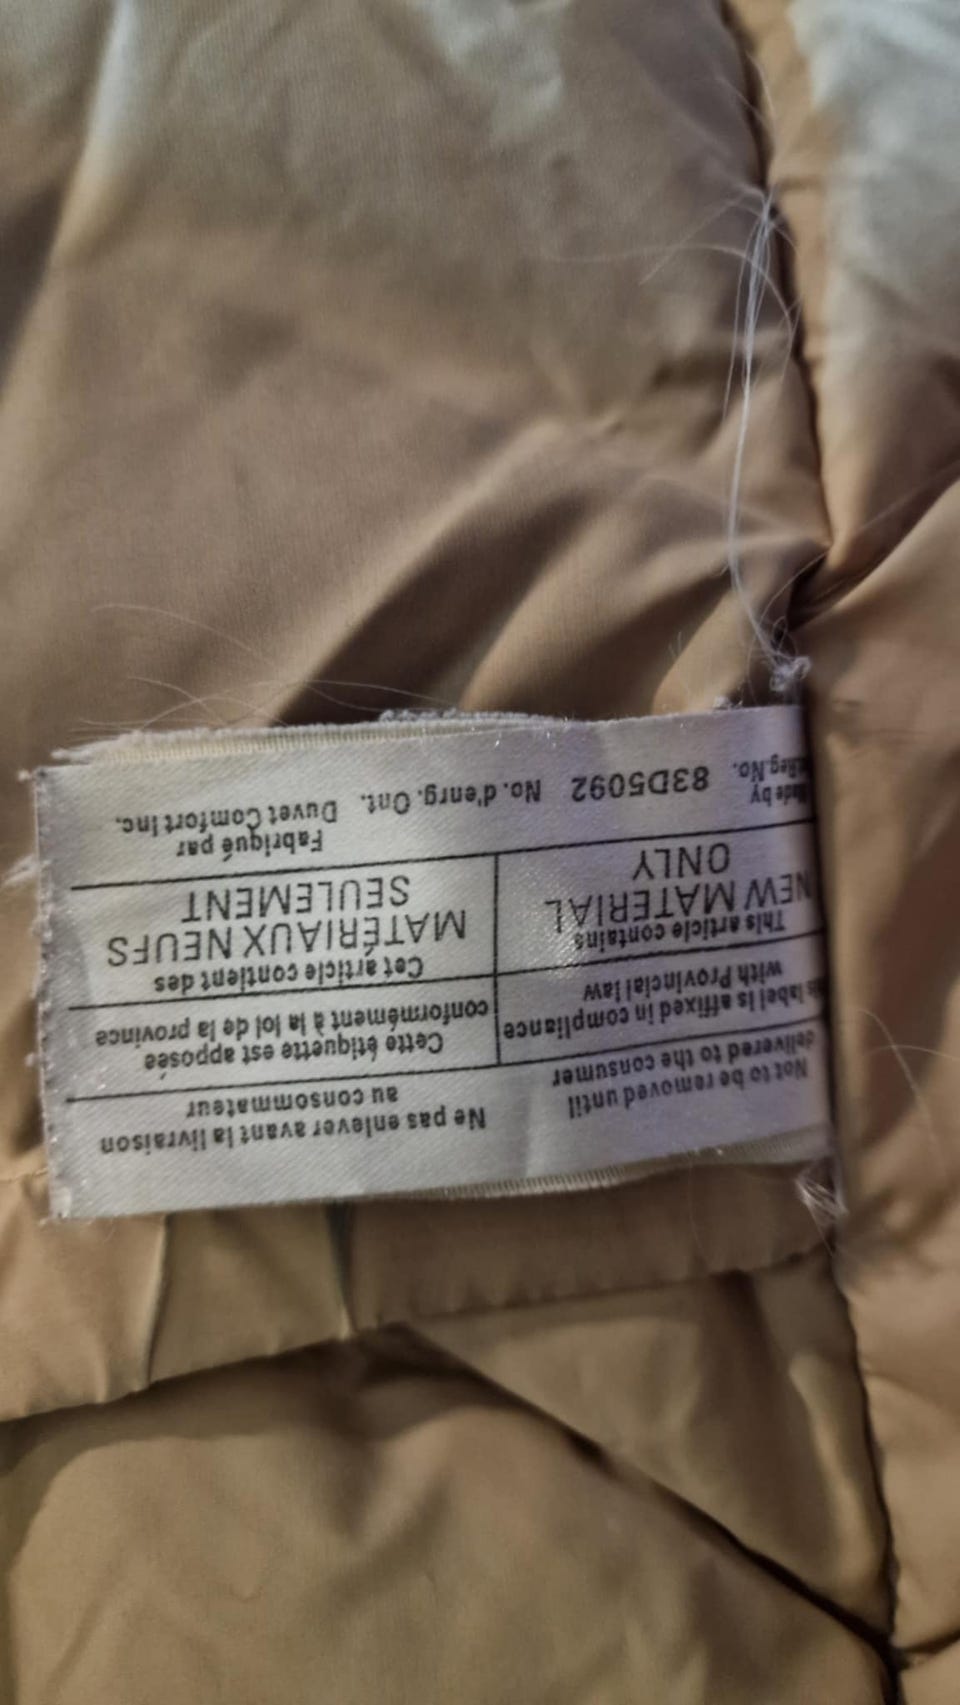 Not to be removed until
delivered to the consumer
Ne pas enlever avant la livraison
au consommateur
label is affixed in compliance
with Provincial law
Cette étiquette est apposée
conformément à la loi de la province
This article contains
NEW MATERIAL
ONLY
Cet article contient des
MATÉRIAUX NEUFS
SEULEMENT
Made by
Fabriqué par
Reg.No. 83D5092 No. d'enrg. Ont. Duvet Comfort Inc.